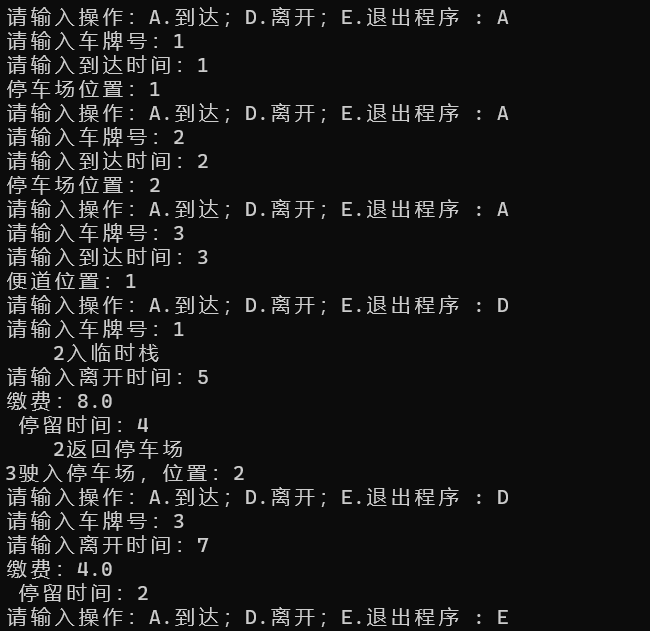 请输入操作：A.到达；D.离开；E.退出程序 : A
请输入车牌号：1
请输入到达时间：1
停车场位置：1
请输入操作：A.到达；D.离开；E.退出程序 : A
请输入车牌号：2
请输入到达时间：2
停车场位置：2
请输入操作：A.到达；D.离开；E.退出程序 : A
请输入车牌号：3
请输入到达时间：3
便道位置：1
请输入操作：A.到达；D.离开；E.退出程序 : D
请输入车牌号：1
    2入临时栈
请输入离开时间：5
缴费：8.0
 停留时间：4
    2返回停车场
3驶入停车场，位置：2
请输入操作：A.到达；D.离开；E.退出程序 : D
请输入车牌号：3
请输入离开时间：7
缴费：4.0
 停留时间：2
请输入操作：A.到达；D.离开；E.退出程序 : E